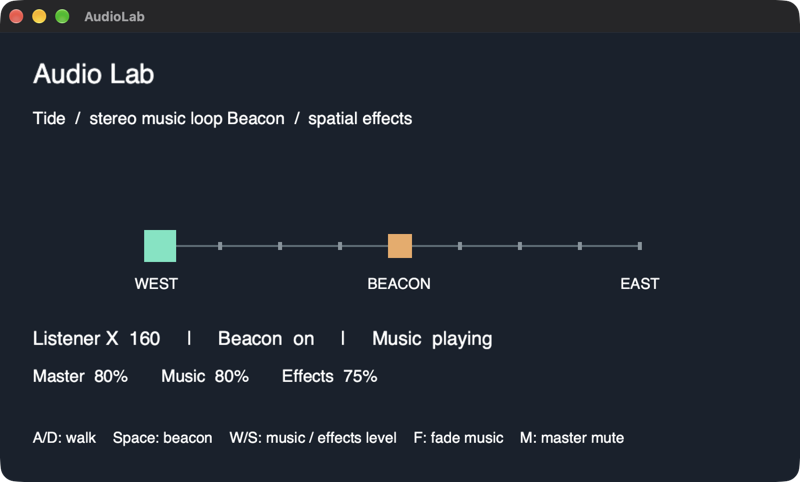 AudioLab
Audio Lab
Tide / stereo music loop Beacon / spatial effects
WEST BEACON EAST
Listener X 160 | Beacon on | Music playing
Master 80% Music 80% Effects 75%
A/D: walk Space: beacon W/S: music / effects level F: fade music M: master mute